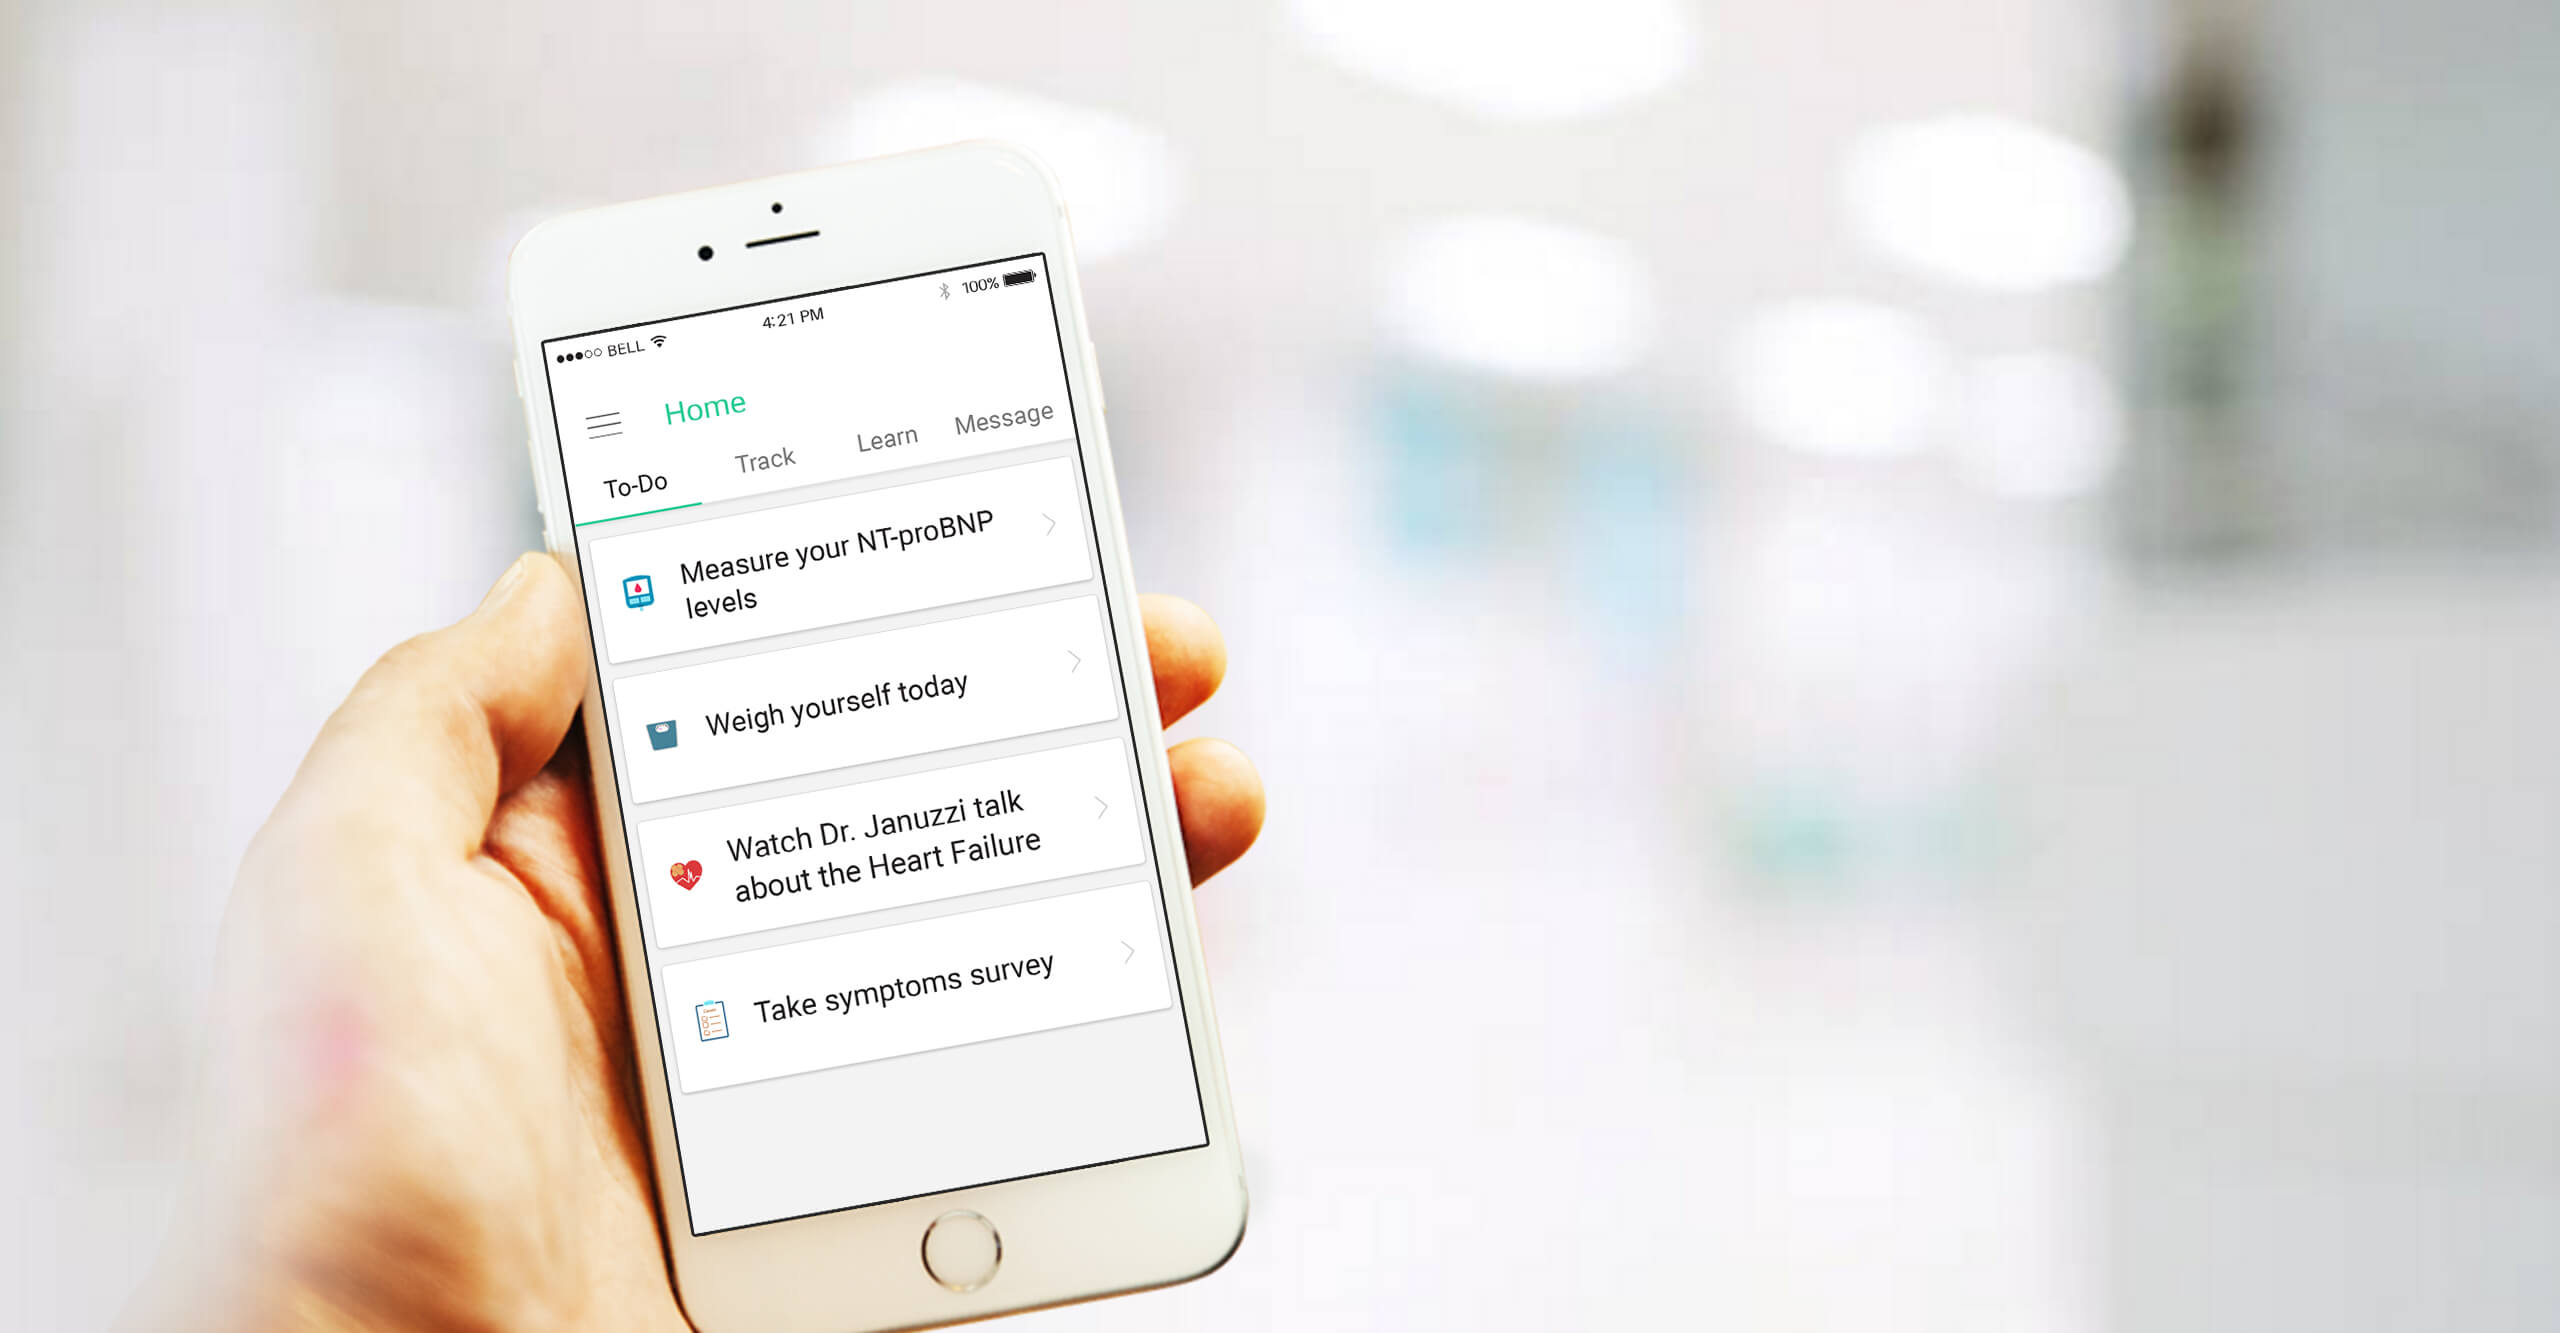 BELL
4:21 PM
100%
Home
To-Do
Track
Learn
Message
Measure your NT-proBNP
levels
Weigh yourself today
Watch Dr. Januzzi talk
about the Heart Failure
Take symptoms survey